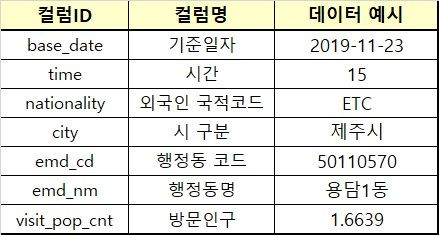 컬럼ID 컬럼명 데이터 예시
base_date 기준일자 2019-11-23
time 시간 15
nationality 외국인 국적코드 ETC
city 시 구분 제주시
emd_cd 행정동 코드 50110570
emd_nm 행정동명 용담1동
visit_pop_cnt 방문인구 1.6639